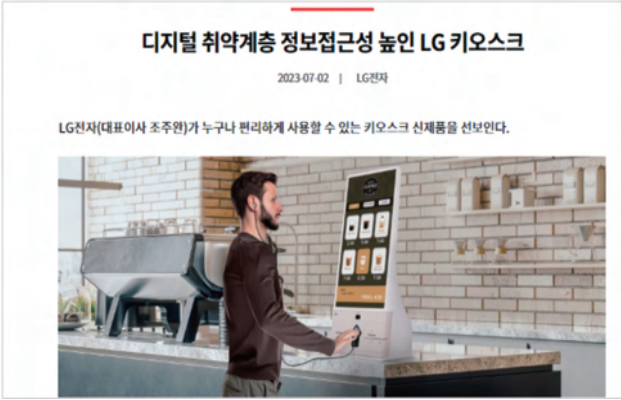 디지털 취약계층 정보접근성 높인 LG 키오스크
2023-07-02 | LG전자
LG전자(대표이사 조주완)가 누구나 편리하게 사용할 수 있는 키오스크 신제품을 선보인다.